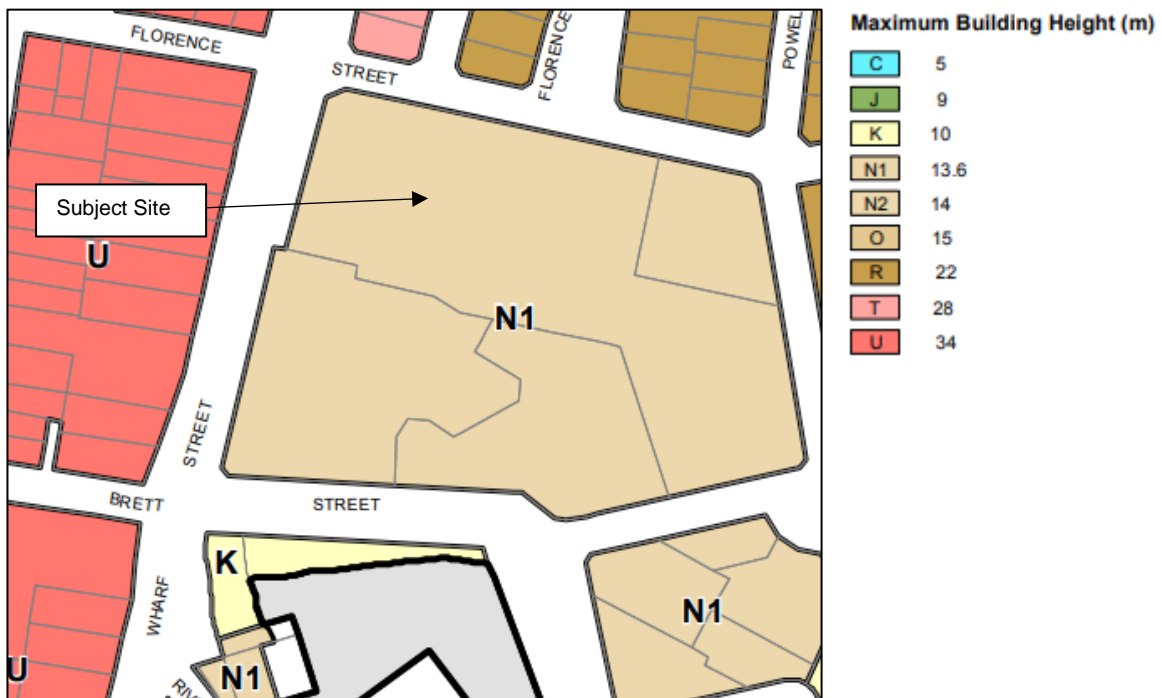 FLORENCE
STREET
FLORENCE
POWEL
Subject Site
U
N1
STREET
BRETT
STREET
K
WHARF
N1
N1
U
RIV
Maximum Building Height (m)
C 5
J 9
K 10
N1 13.6
N2 14
O 15
R 22
T 28
U 34